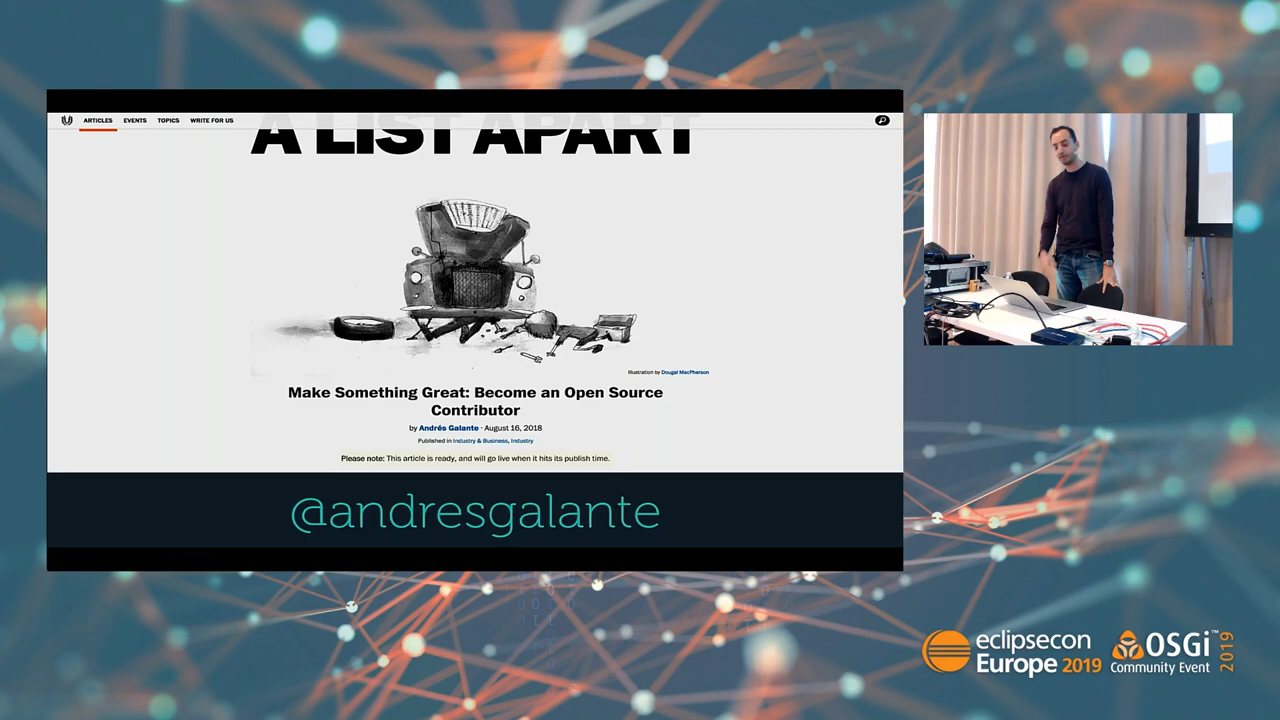 ARTICLES EVENTS TOPICS WRITE FOR US
A LIST APART
Illustration by Dougal MacPherson
Make Something Great: Become an Open Source
Contributor
by Andrés Galante · August 16, 2018
Published in Industry & Business, Industry
Please note: This article is ready, and will go live when it hits its publish time.
@andresgalante
eclipsecon
Europe 2019
OSGi™
Community Event
2019